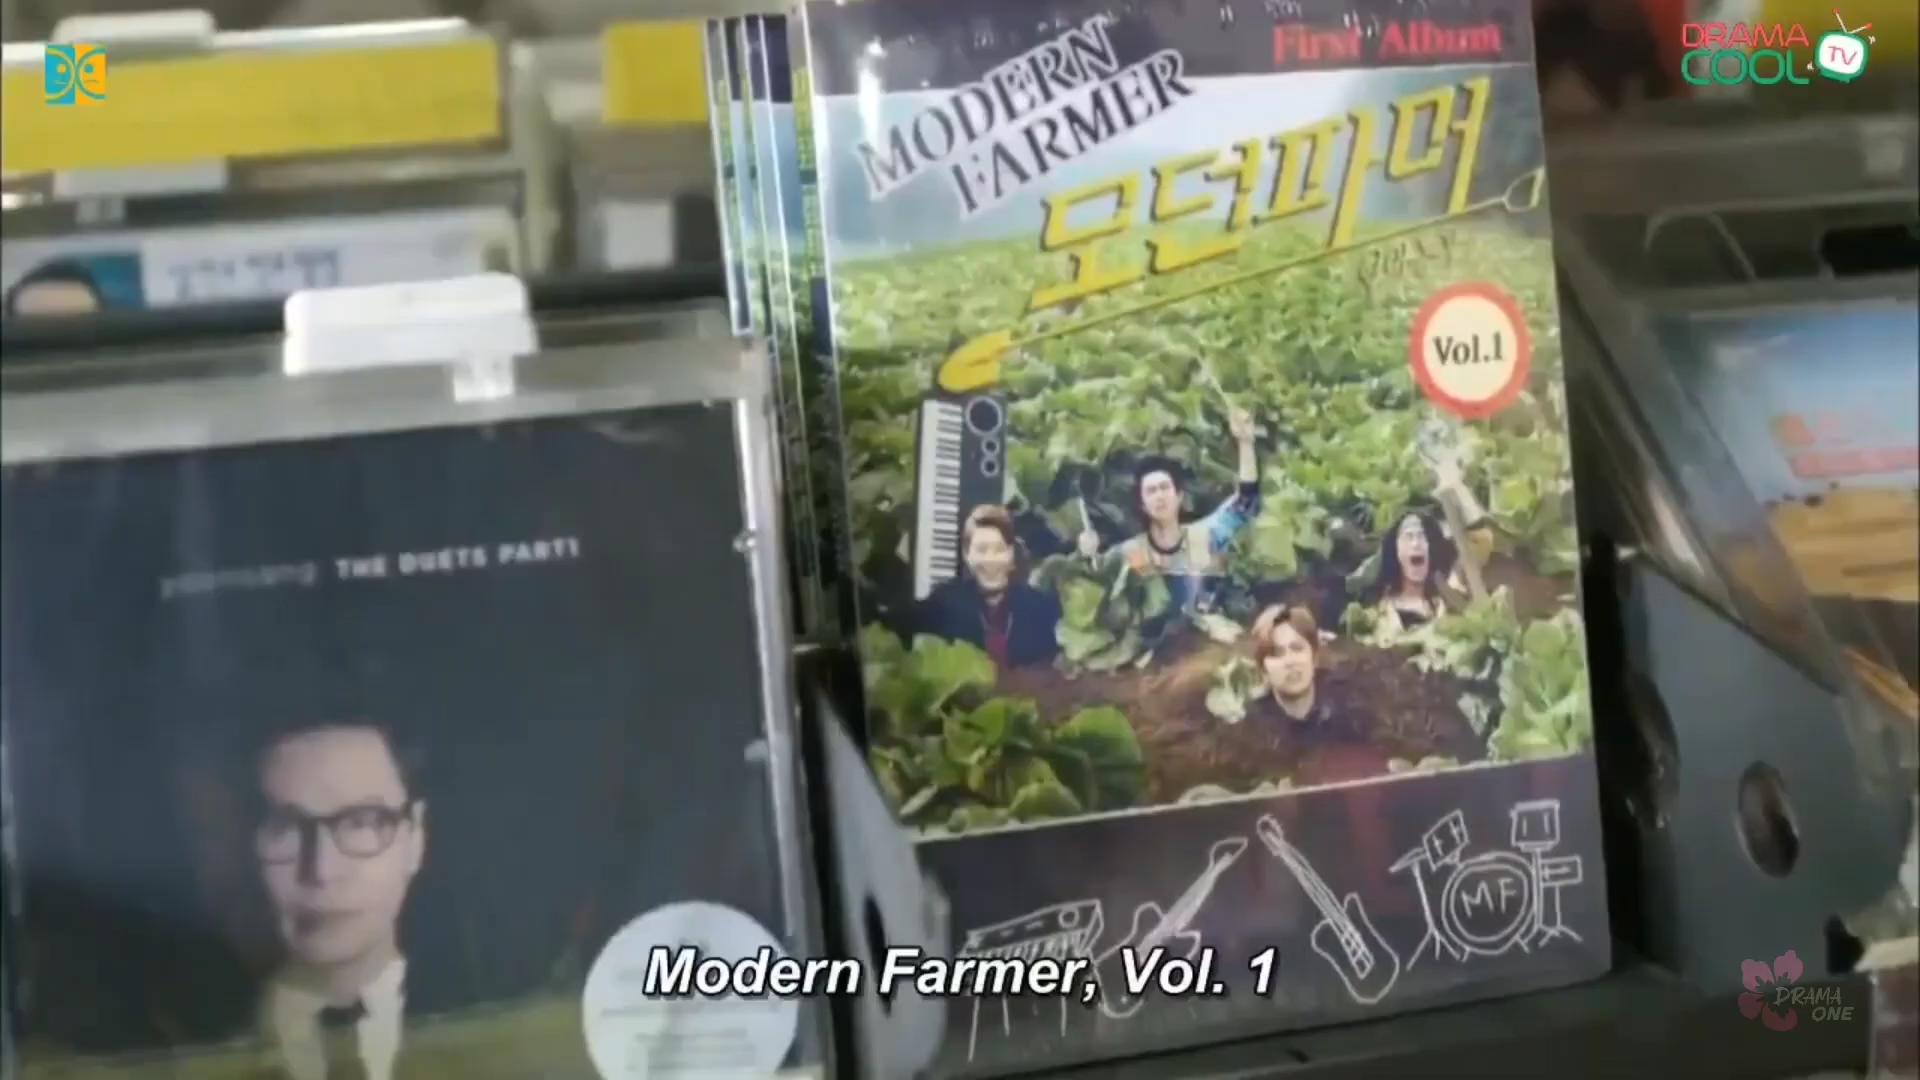 DRAMA
COOL
TV
First Album
MODERN
FARMER
모던파머
Vol.1
THE DUETS PART1
MF
Modern Farmer, Vol. 1
DRAMA
ONE